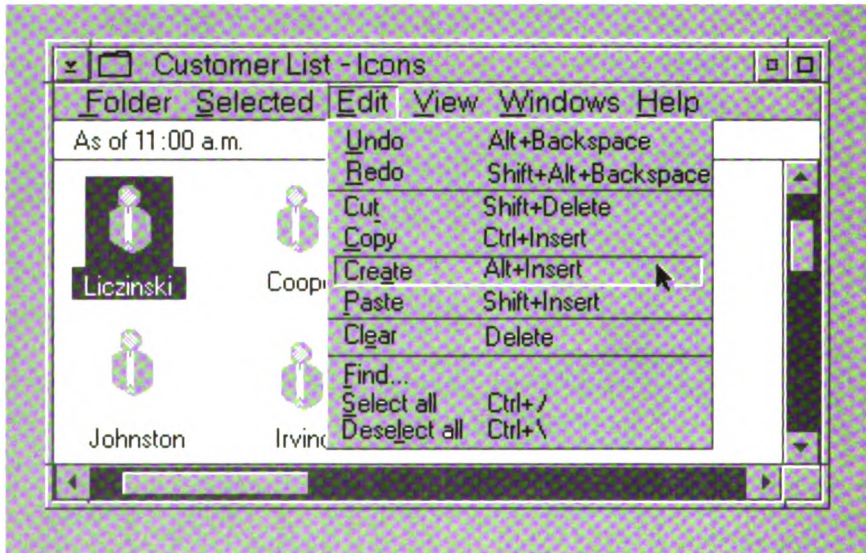 Customer List - Icons
Folder Selected Edit View Windows Help
As of 11:00 a.m.
Undo Alt+Backspace
Redo Shift+Alt+Backspace
Cut Shift+Delete
Copy Ctrl+Insert
Create Alt+Insert
Paste Shift+Insert
Clear Delete
Find...
Select all Ctrl+/
Deselect all Ctrl+\
Liczinski
Coope
Johnston
Irving